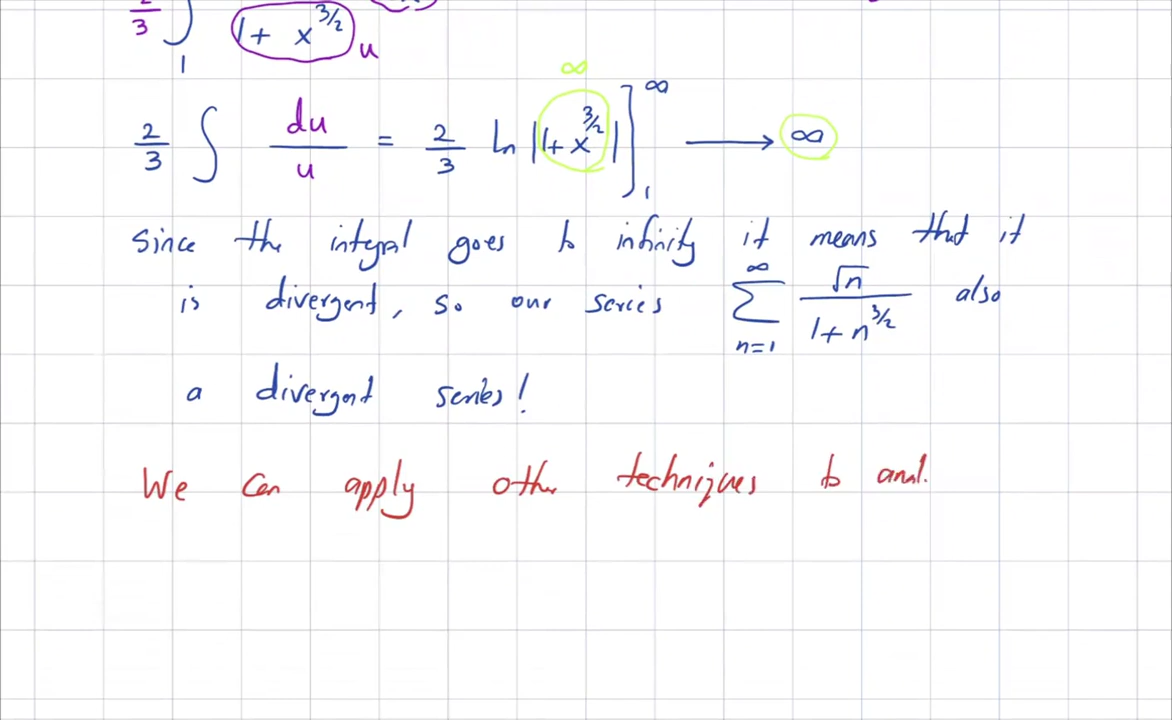 2/3 ∫ 1 1 + x^3/2 u
∞
2/3 ∫ du/u = 2/3 ln |1 + x^3/2| ]_1^∞ → ∞
Since the integral goes to infinity it means that it
is divergent, so our series ∑_{n=1}^∞ √n / 1 + n^3/2 also
a divergent series!
We can apply other techniques to anal.